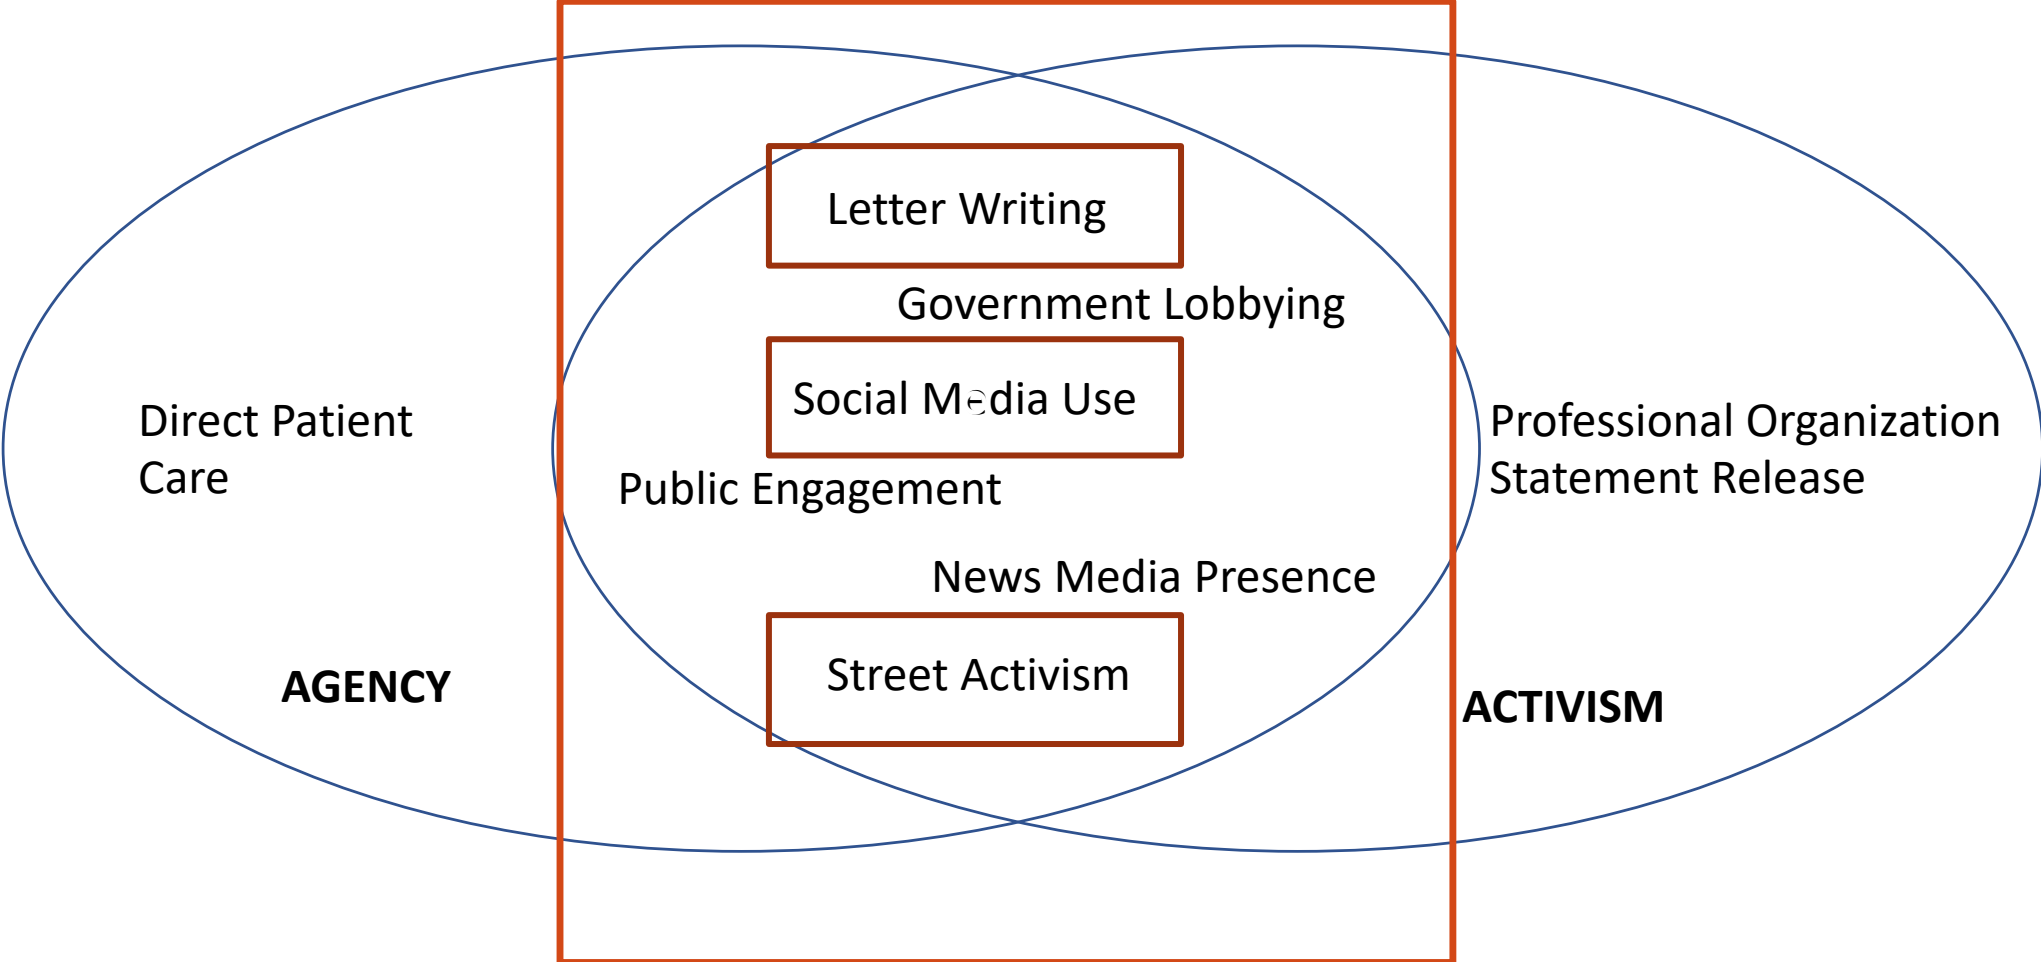 Letter Writing
Government Lobbying
Social Media Use
Direct Patient
Care
Professional Organization
Statement Release
Public Engagement
News Media Presence
Street Activism
AGENCY
ACTIVISM